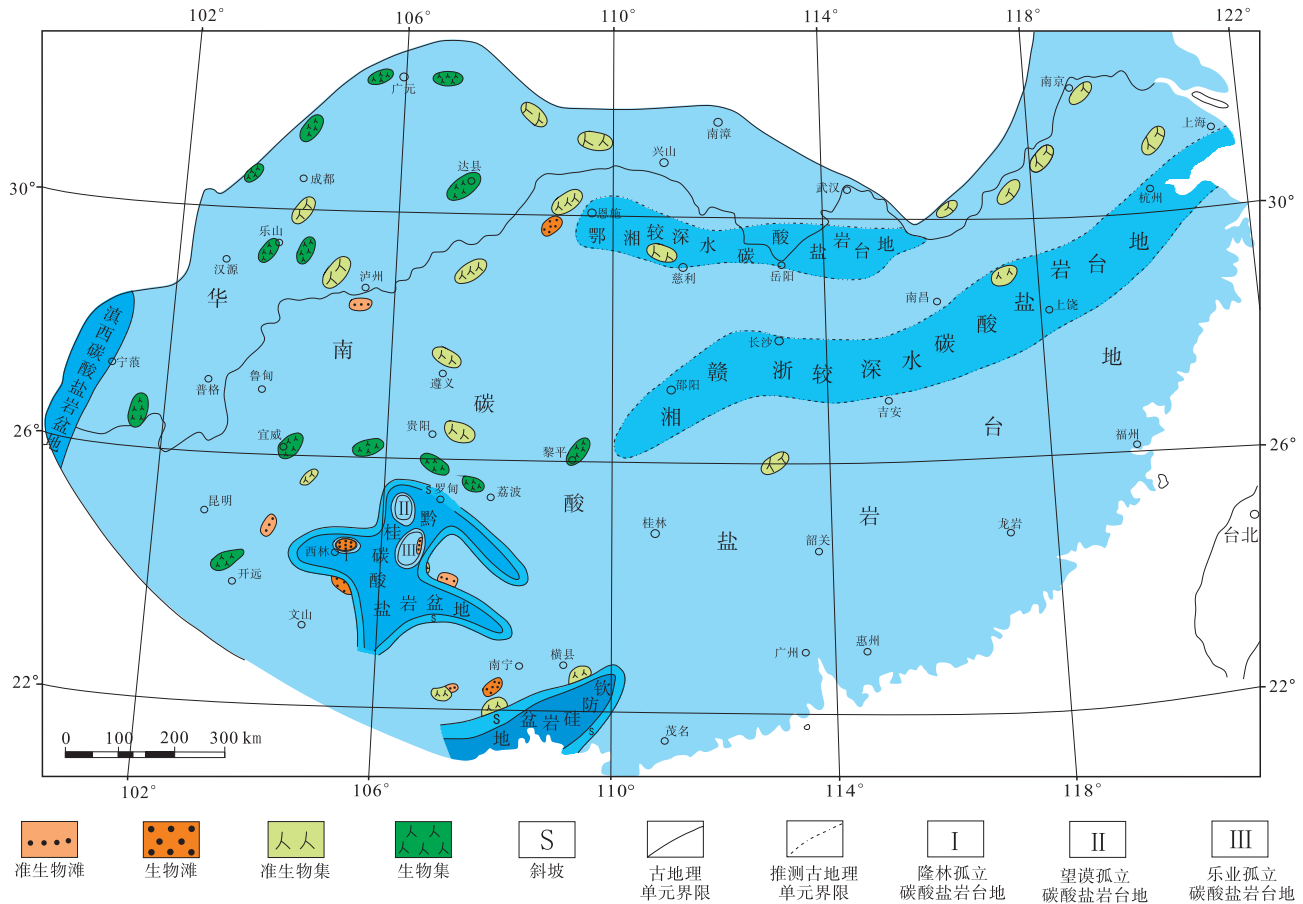 102°
106°
110°
114°
118°
122°
30°
26°
22°
30°
26°
22°
广元
南漳
兴山
达县
成都
恩施
武汉
南京
上海
杭州
乐山
汉源
泸州
慈利
岳阳
南昌
上饶
鄂湘较深水碳酸盐岩台地
湘赣浙较深水碳酸盐岩台地
滇西碳酸盐岩盆地
华南碳酸盐岩台地
宁蒗
普格
鲁甸
遵义
长沙
邵阳
吉安
福州
宜威
贵阳
黎平
昆明
S
罗甸
荔波
桂林
韶关
龙岩
台北
II
III
I
西林
黔桂碳酸盐岩盆地
S
开远
文山
南宁
横县
广州
惠州
茂名
钦防硅岩盆地
S
S
0 100 200 300 km
102°
106°
110°
114°
118°
准生物滩
生物滩
准生物集
生物集
S
斜坡
古地理
单元界限
推测古地理
单元界限
I
隆林孤立
碳酸盐岩台地
II
望谟孤立
碳酸盐岩台地
III
乐业孤立
碳酸盐岩台地